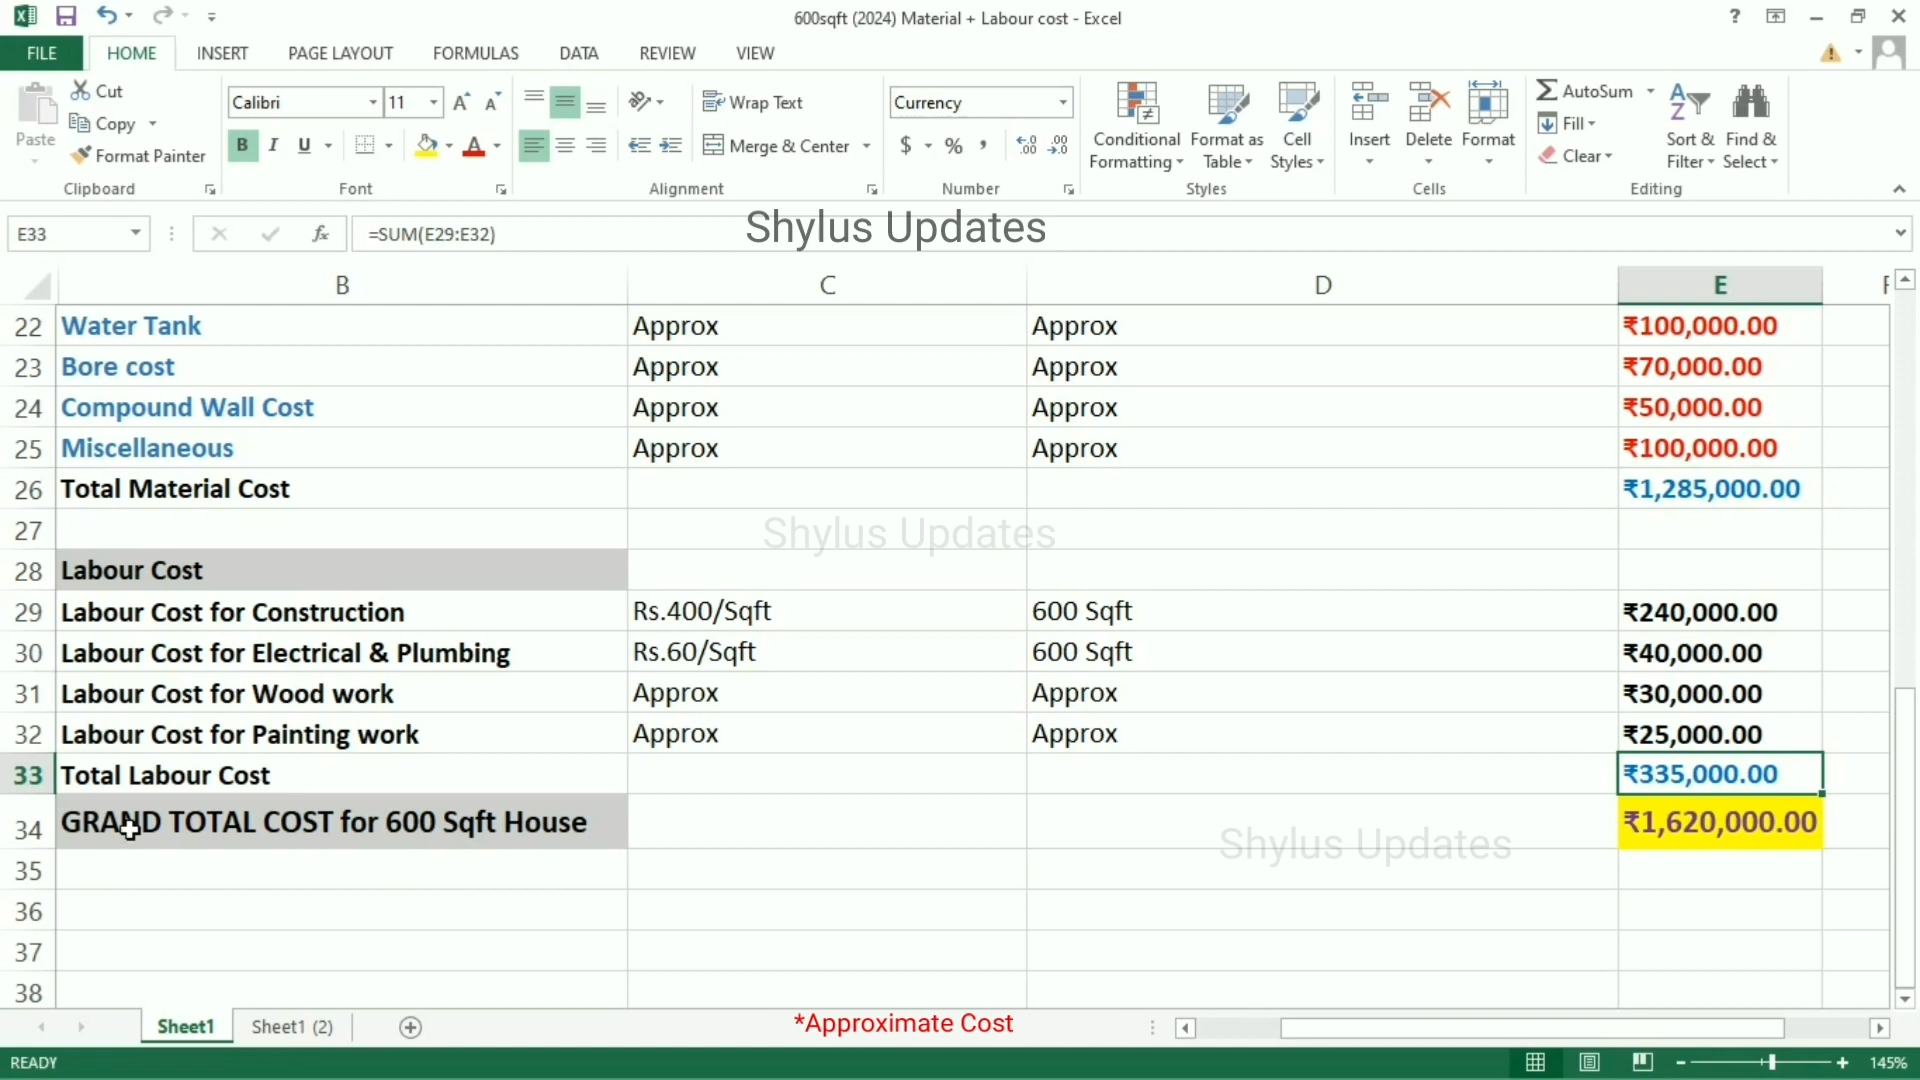 600sqft (2024) Material + Labour cost - Excel
?
FILE HOME INSERT PAGE LAYOUT FORMULAS DATA REVIEW VIEW
Paste
Cut
Copy
Format Painter
Clipboard
Calibri 11
B I U
Font
Wrap Text
Merge & Center
Alignment
Currency
$ % ,
Number
Conditional Formatting
Format as Table
Cell Styles
Styles
Insert Delete Format
Cells
AutoSum
Fill
Clear
Sort & Filter
Find & Select
Editing
E33 fx =SUM(E29:E32)
Shylus Updates
B C D E
22 Water Tank Approx Approx ₹100,000.00
23 Bore cost Approx Approx ₹70,000.00
24 Compound Wall Cost Approx Approx ₹50,000.00
25 Miscellaneous Approx Approx ₹100,000.00
26 Total Material Cost ₹1,285,000.00
27
Shylus Updates
28 Labour Cost
29 Labour Cost for Construction Rs.400/Sqft 600 Sqft ₹240,000.00
30 Labour Cost for Electrical & Plumbing Rs.60/Sqft 600 Sqft ₹40,000.00
31 Labour Cost for Wood work Approx Approx ₹30,000.00
32 Labour Cost for Painting work Approx Approx ₹25,000.00
33 Total Labour Cost ₹335,000.00
34 GRAND TOTAL COST for 600 Sqft House ₹1,620,000.00
Shylus Updates
35
36
37
38
Sheet1 Sheet1 (2)
*Approximate Cost
READY 145%